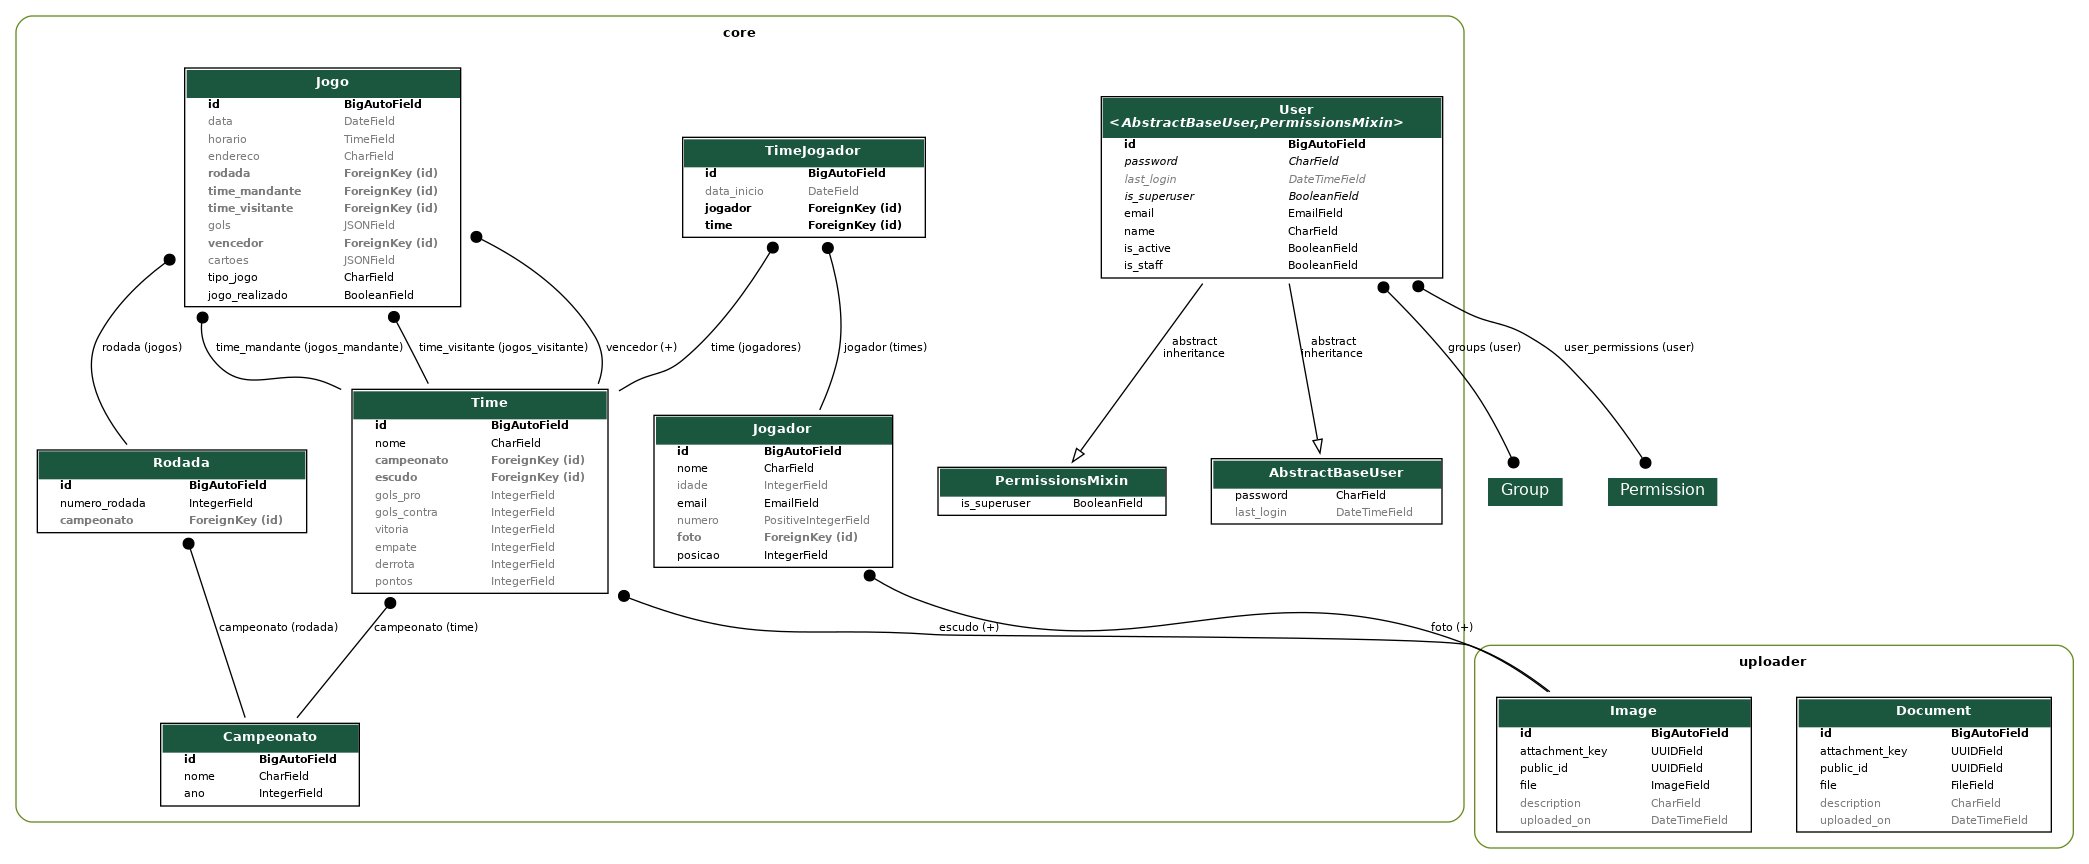 core
Jogo
id BigAutoField
data DateField
horario TimeField
endereco CharField
rodada ForeignKey (id)
time_mandante ForeignKey (id)
time_visitante ForeignKey (id)
gols JSONField
vencedor ForeignKey (id)
cartoes JSONField
tipo_jogo CharField
jogo_realizado BooleanField
TimeJogador
id BigAutoField
data_inicio DateField
jogador ForeignKey (id)
time ForeignKey (id)
User
<AbstractBaseUser,PermissionsMixin>
id BigAutoField
password CharField
last_login DateTimeField
is_superuser BooleanField
email EmailField
name CharField
is_active BooleanField
is_staff BooleanField
rodada (jogos)
time_mandante (jogos_mandante)
time_visitante (jogos_visitante)
vencedor (+)
time (jogadores)
jogador (times)
abstract
inheritance
abstract
inheritance
groups (user)
user_permissions (user)
Rodada
id BigAutoField
numero_rodada IntegerField
campeonato ForeignKey (id)
Time
id BigAutoField
nome CharField
campeonato ForeignKey (id)
escudo ForeignKey (id)
gols_pro IntegerField
gols_contra IntegerField
vitoria IntegerField
empate IntegerField
derrota IntegerField
pontos IntegerField
Jogador
id BigAutoField
nome CharField
idade IntegerField
email EmailField
numero PositiveIntegerField
foto ForeignKey (id)
posicao IntegerField
PermissionsMixin
is_superuser BooleanField
AbstractBaseUser
password CharField
last_login DateTimeField
Group
Permission
campeonato (rodada)
campeonato (time)
escudo (+)
foto (+)
Campeonato
id BigAutoField
nome CharField
ano IntegerField
uploader
Image
id BigAutoField
attachment_key UUIDField
public_id UUIDField
file ImageField
description CharField
uploaded_on DateTimeField
Document
id BigAutoField
attachment_key UUIDField
public_id UUIDField
file FileField
description CharField
uploaded_on DateTimeField